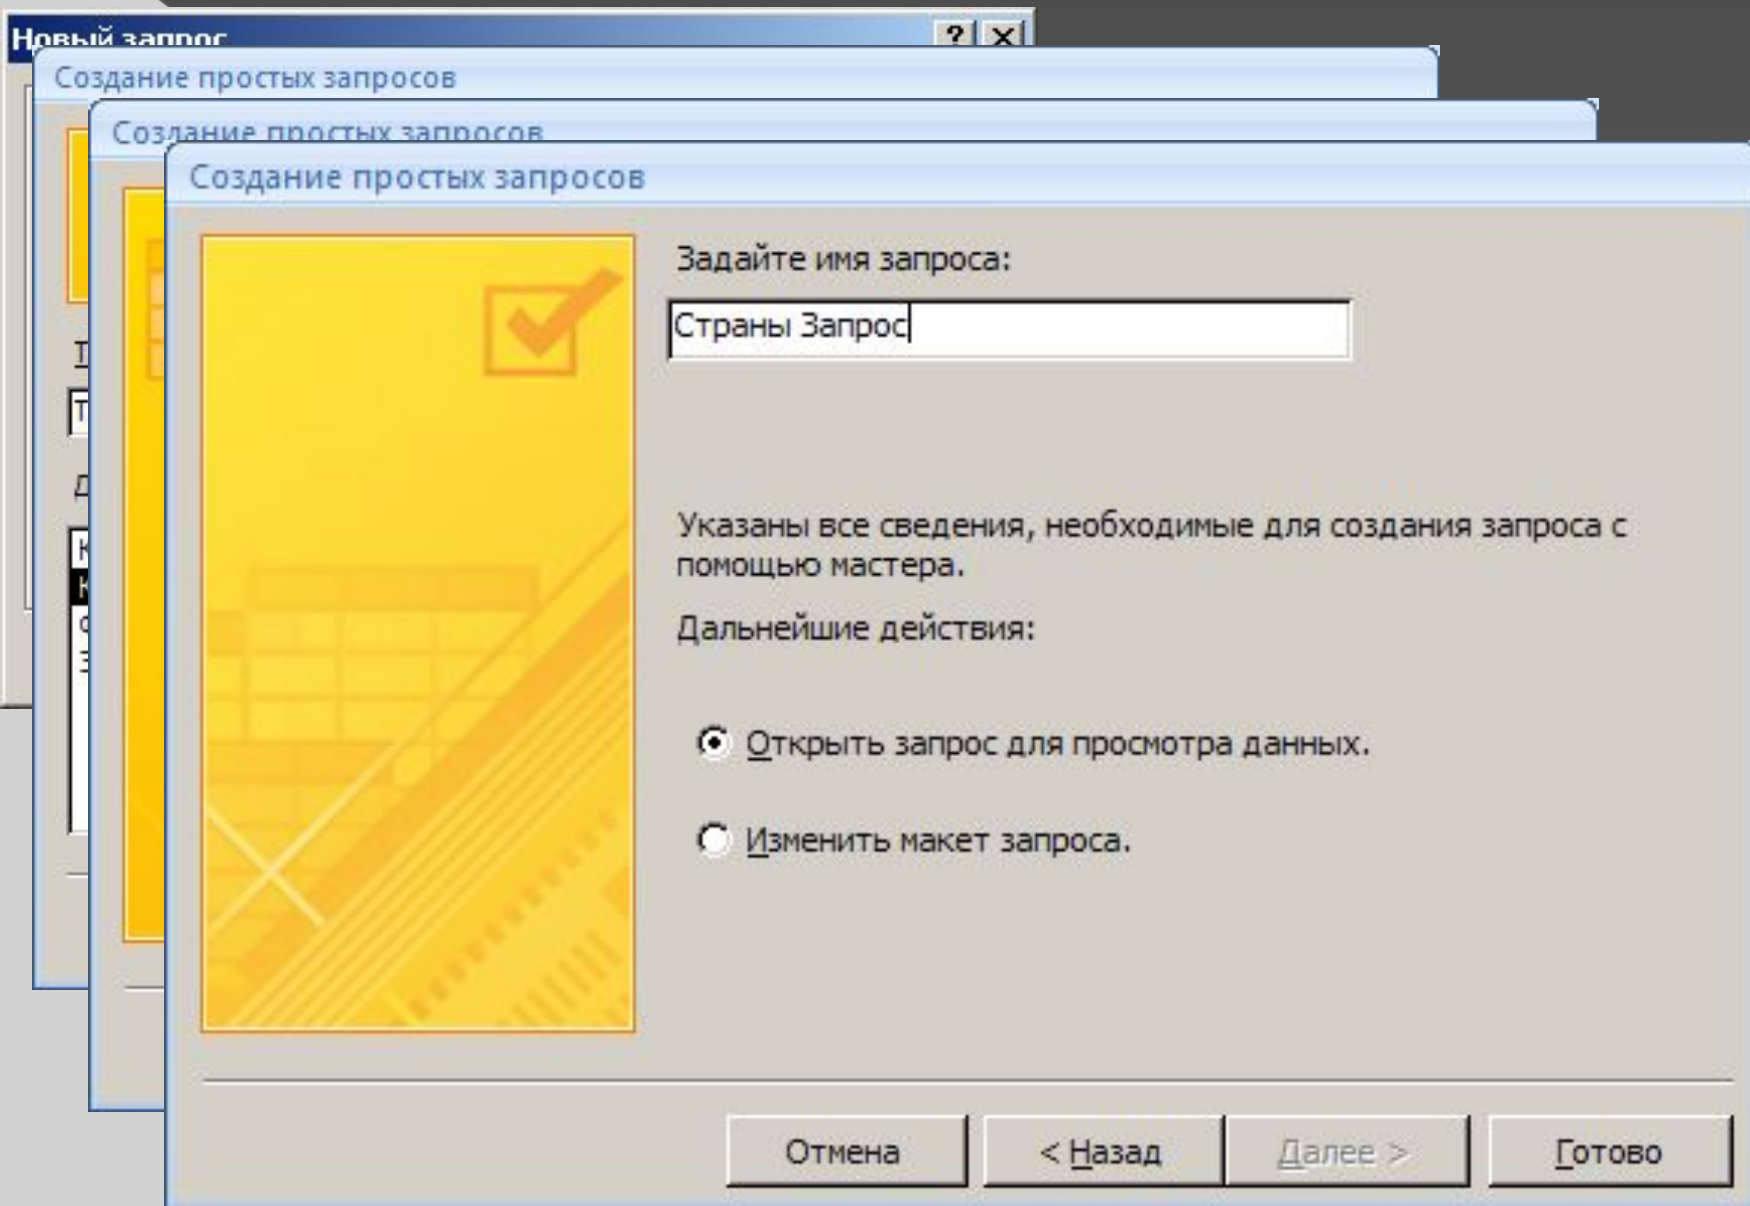 Новый запрос
Создание простых запросов
Создание простых запросов
Создание простых запросов
Задайте имя запроса:
Страны Запрос
Указаны все сведения, необходимые для создания запроса с
помощью мастера.
Дальнейшие действия:
Открыть запрос для просмотра данных.
Изменить макет запроса.
Отмена
< Назад
Далее >
Готово